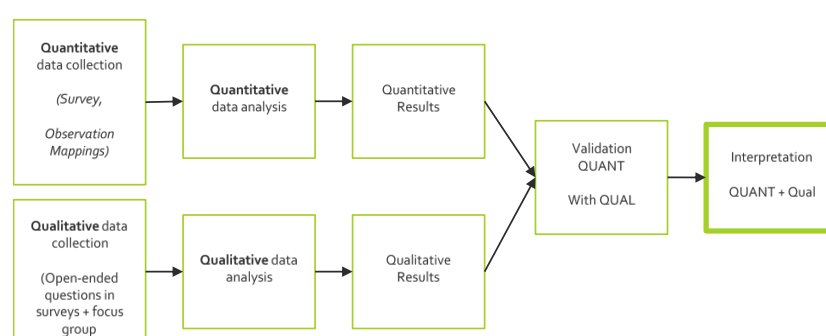 Quantitative
data collection
(Survey,
Observation
Mappings)
Quantitative
data analysis
Quantitative
Results
Validation
QUANT
With QUAL
Interpretation
QUANT + Qual
Qualitative data
collection
(Open-ended
questions in
surveys + focus
group
Qualitative data
analysis
Qualitative
Results